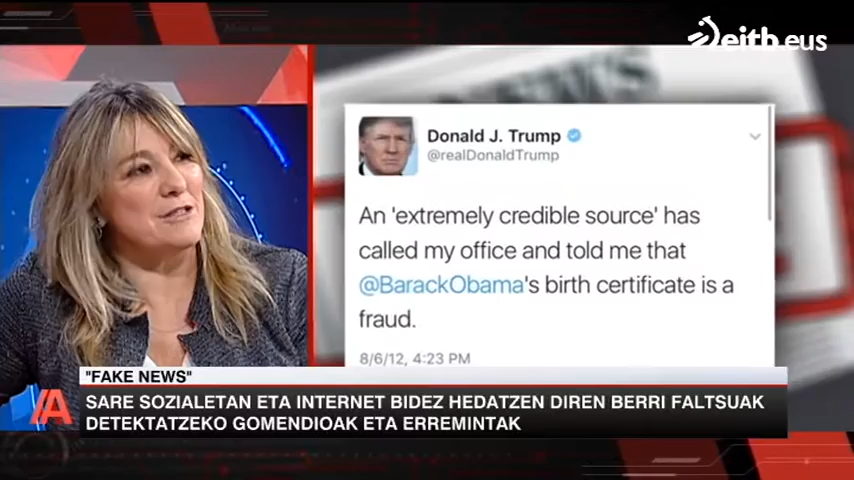 eitb.eus
NEWS
Donald J. Trump
@realDonaldTrump
An 'extremely credible source' has
called my office and told me that
@BarackObama's birth certificate is a
fraud.
8/6/12, 4:23 PM
"FAKE NEWS"
SARE SOZIALETAN ETA INTERNET BIDEZ HEDATZEN DIREN BERRI FALTSUAK
DETEKTATZEKO GOMENDIOAK ETA ERREMINTAK